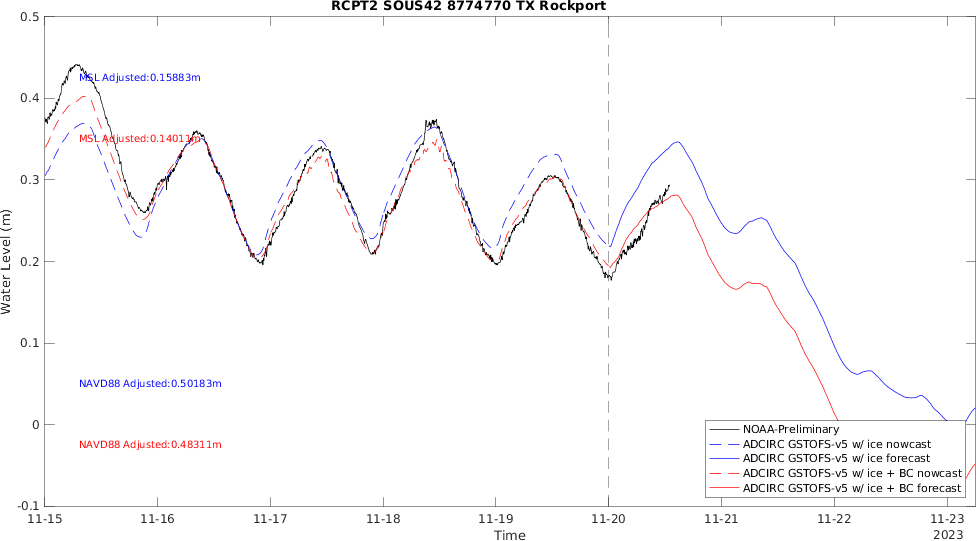 RCPT2 SOUS42 8774770 TX Rockport
0.5
0.4
0.3
0.2
0.1
0
-0.1
Water Level (m)
MSL Adjusted:0.15883m
MSL Adjusted:0.14011m
NAVD88 Adjusted:0.50183m
NAVD88 Adjusted:0.48311m
NOAA-Preliminary
ADCIRC GSTOFS-v5 w/ ice nowcast
ADCIRC GSTOFS-v5 w/ ice forecast
ADCIRC GSTOFS-v5 w/ ice + BC nowcast
ADCIRC GSTOFS-v5 w/ ice + BC forecast
11-15 11-16 11-17 11-18 11-19 11-20 11-21 11-22 11-23
Time
2023